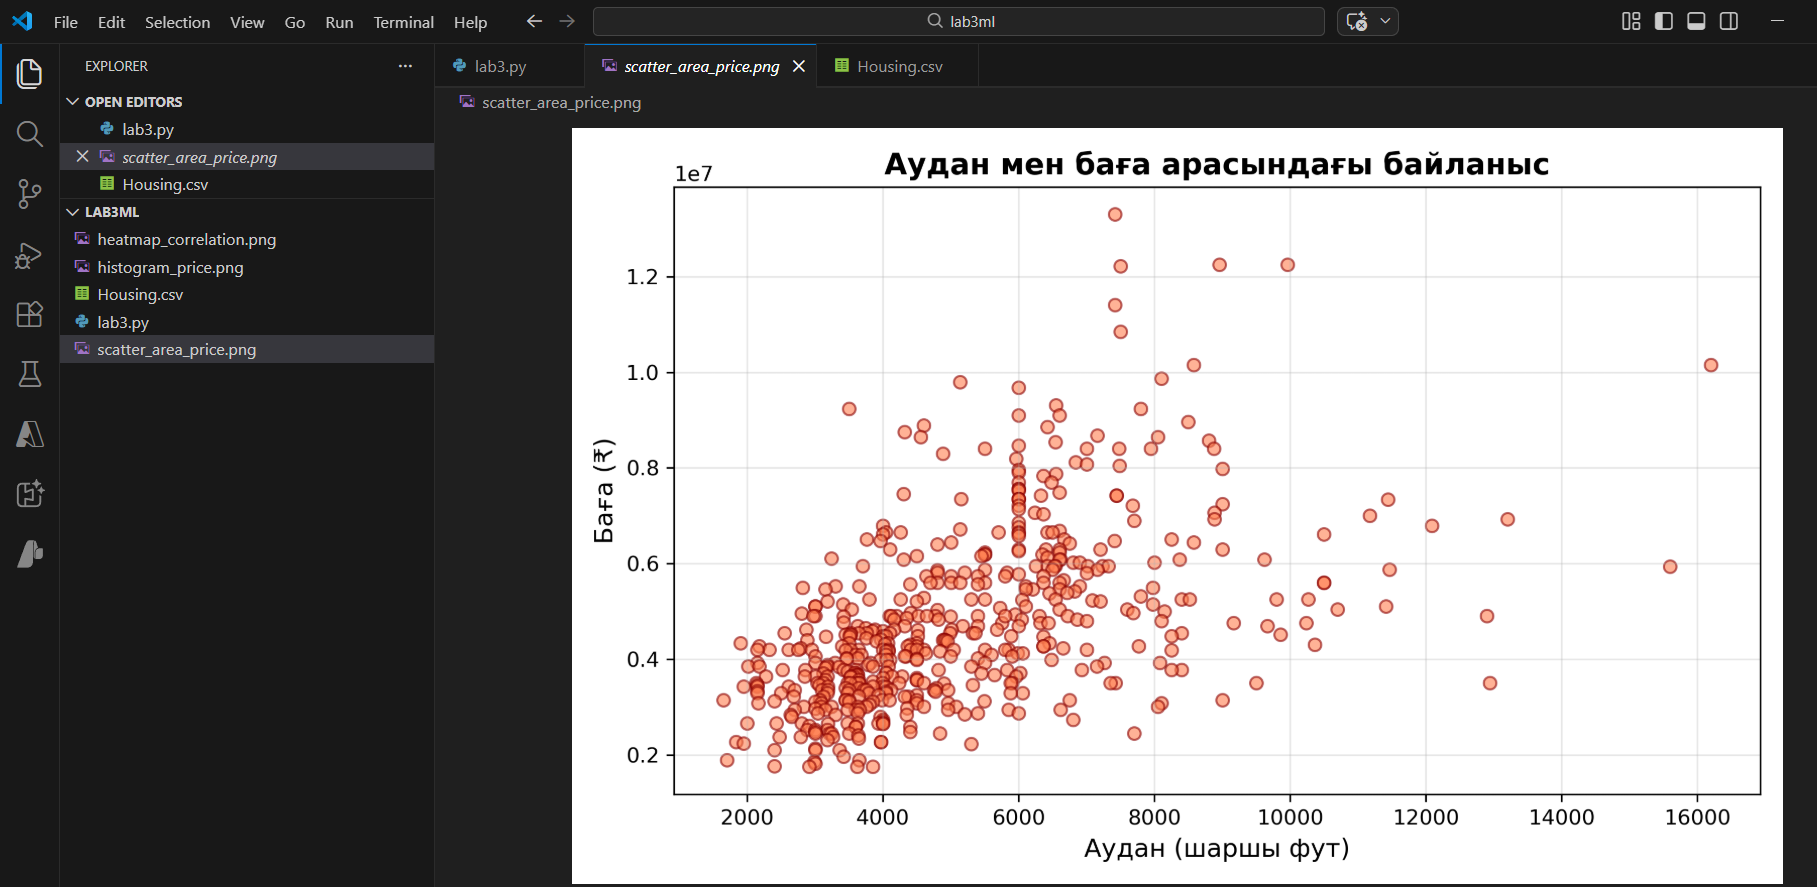 File Edit Selection View Go Run Terminal Help
lab3ml
EXPLORER
OPEN EDITORS
lab3.py
scatter_area_price.png
Housing.csv
LAB3ML
heatmap_correlation.png
histogram_price.png
Housing.csv
lab3.py
scatter_area_price.png
lab3.py scatter_area_price.png Housing.csv
scatter_area_price.png
Аудан мен баға арасындағы байланыс
1e7
1.2
1.0
0.8
0.6
0.4
0.2
Баға (₹)
2000 4000 6000 8000 10000 12000 14000 16000
Аудан (шаршы фут)